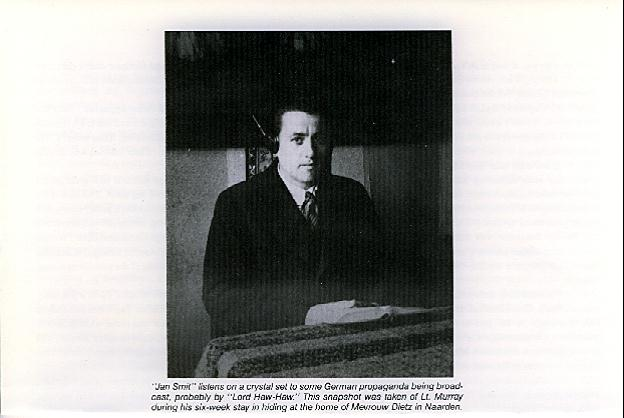 "Jan Smit" listens on a crystal set to some German propaganda being broad-
cast, probably by "Lord Haw-Haw." This snapshot was taken of Lt. Murray
during his six-week stay in hiding at the home of Mevrouw Dietz in Naarden.